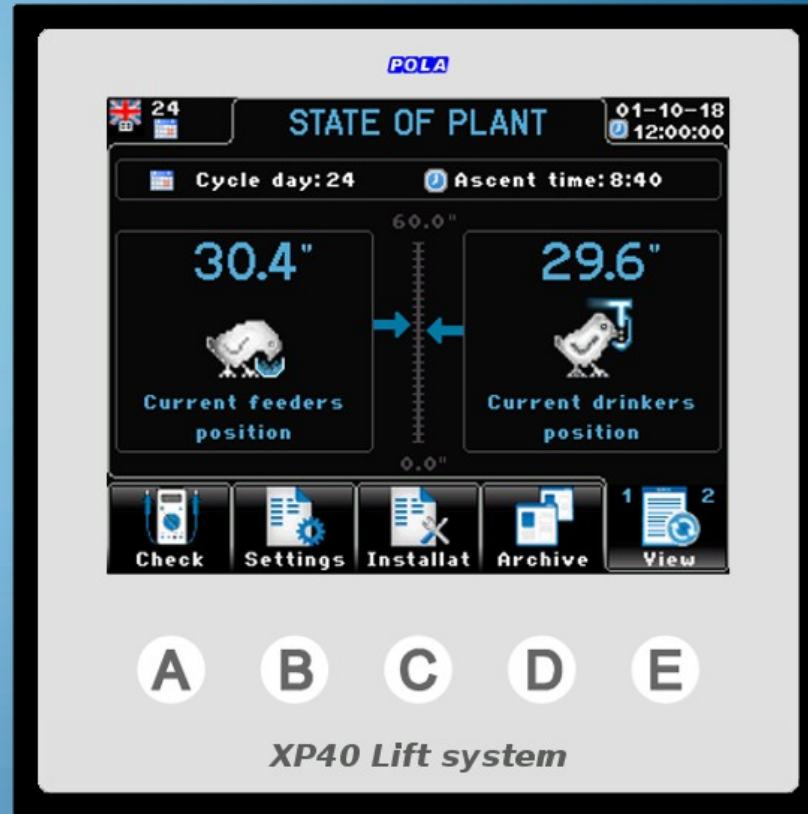 POLA
24
STATE OF PLANT
01-10-18
12:00:00
Cycle day:24
Ascent time:8:40
60.0"
30.4"
29.6"
Current feeders
position
Current drinkers
position
0.0"
1 2
Check
Settings
Installat
Archive
View
A B C D E
XP40 Lift system